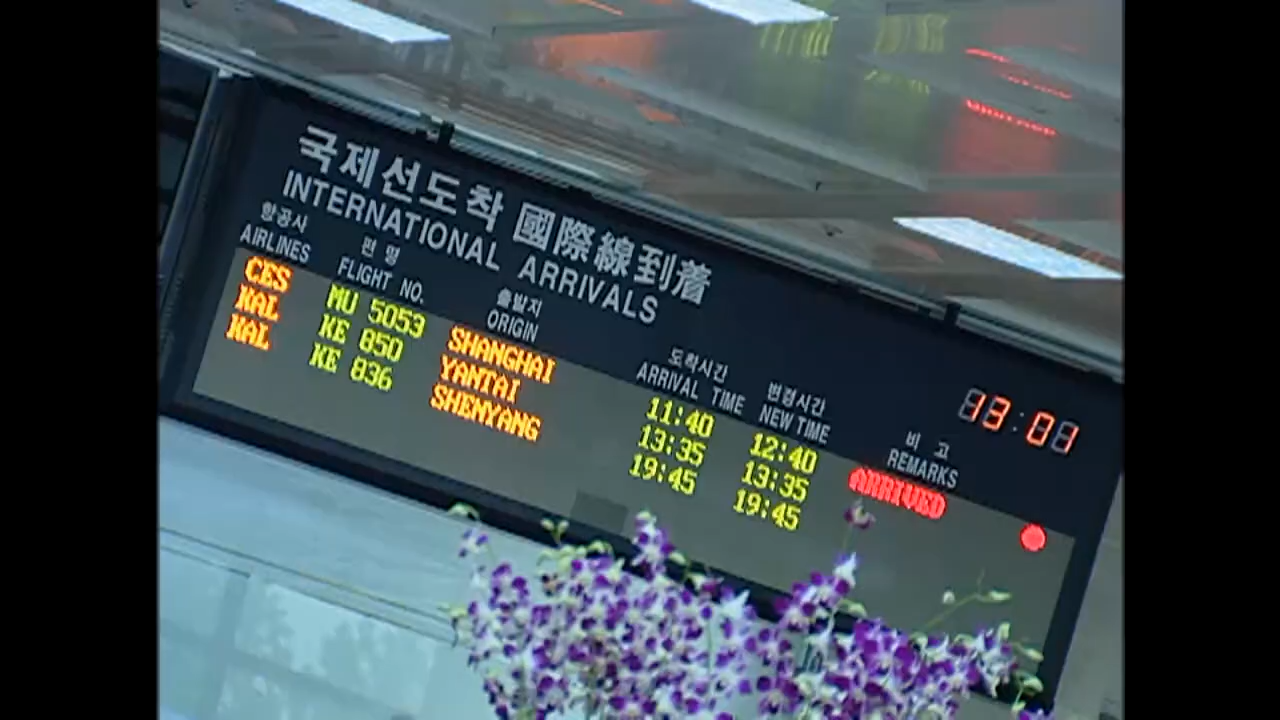 국제선도착 國際線到着
INTERNATIONAL ARRIVALS
13:01
항공사 편명 출발지 도착시간 변경시간 비고
AIRLINES FLIGHT NO. ORIGIN ARRIVAL TIME NEW TIME REMARKS
CES MU 5053 SHANGHAI 11:40 12:40 ARRIVED
KAL KE 850 YANTAI 13:35 13:35
KAL KE 836 SHENYANG 19:45 19:45